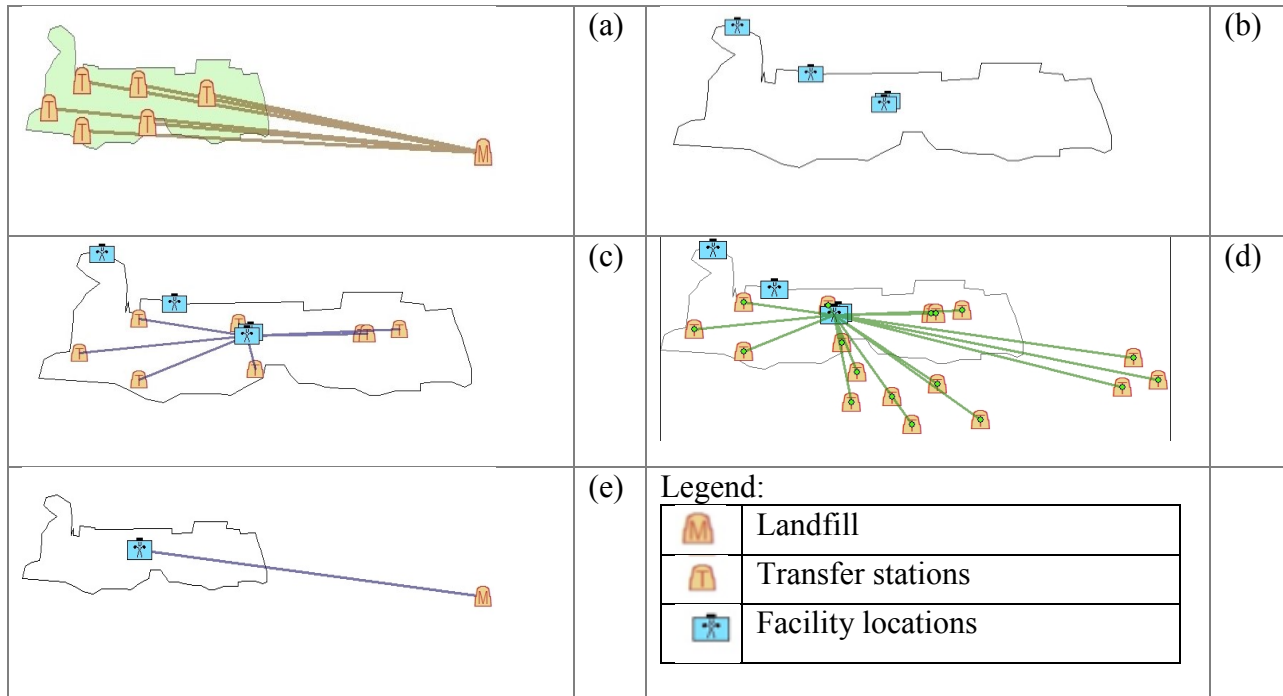 (a)
(b)
T
T
T
T
T
T
M
(c)
(d)
T
T
T
T
T
T
T
(e)
Legend:
M
Landfill
T
Transfer stations
Facility locations
M